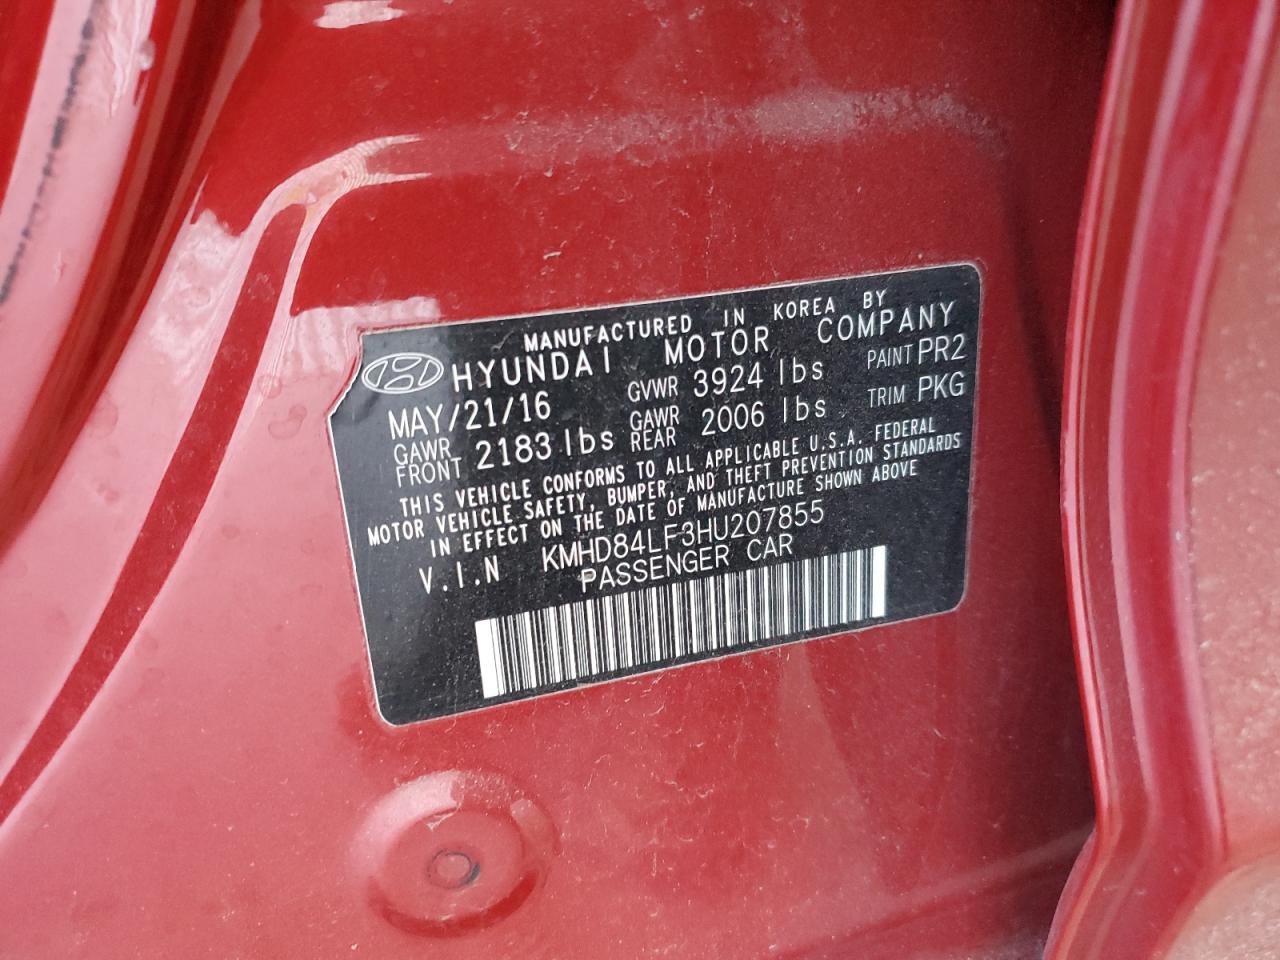 MANUFACTURED IN KOREA BY
HYUNDAI MOTOR COMPANY
MAY/21/16 GVWR 3924 lbs PAINT PR2
GAWR FRONT 2183 lbs GAWR REAR 2006 lbs TRIM PKG
THIS VEHICLE CONFORMS TO ALL APPLICABLE U.S.A. FEDERAL
MOTOR VEHICLE SAFETY, BUMPER, AND THEFT PREVENTION STANDARDS
IN EFFECT ON THE DATE OF MANUFACTURE SHOWN ABOVE
V.I.N KMHD84LF3HU207855
PASSENGER CAR